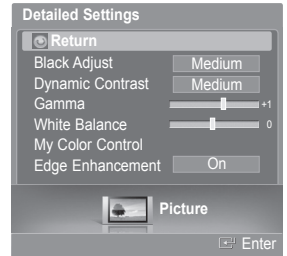 Detailed Settings
Return
Black Adjust Medium
Dynamic Contrast Medium
Gamma +1
White Balance 0
My Color Control
Edge Enhancement On
Picture
Enter